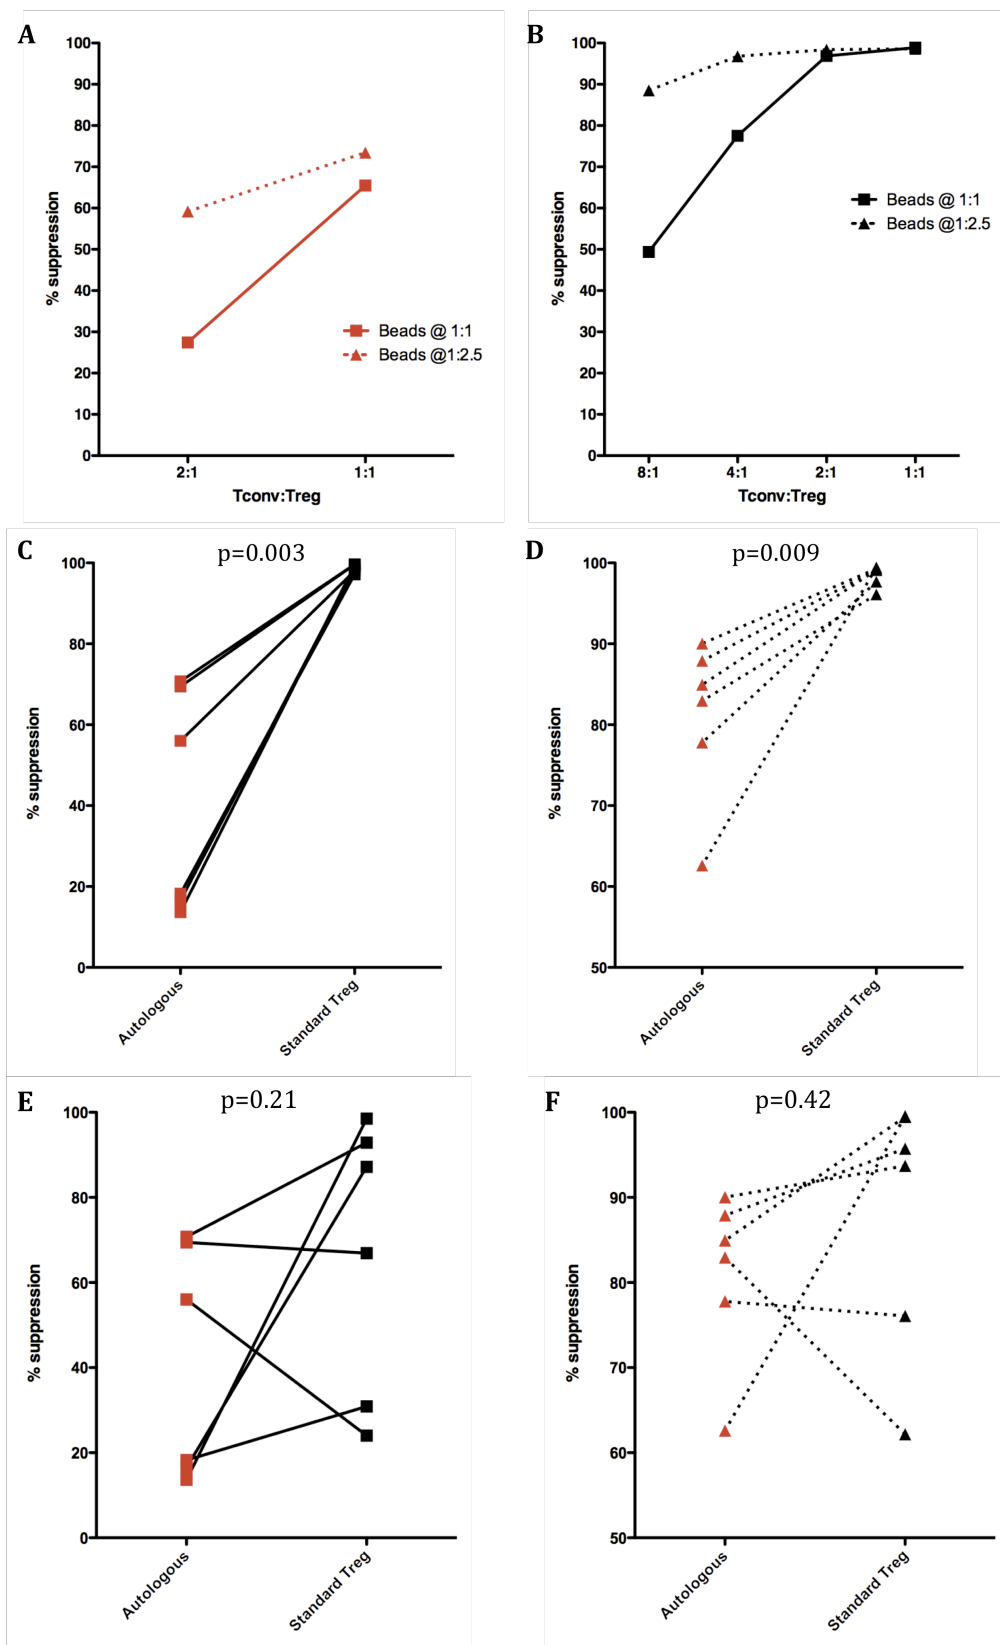 A
100
90
80
70
60
50
40
30
20
10
0
% suppression
2:1
1:1
Tconv:Treg
Beads @ 1:1
Beads @1:2.5
B
100
90
80
70
60
50
40
30
20
10
0
% suppression
8:1
4:1
2:1
1:1
Tconv:Treg
Beads @ 1:1
Beads @1:2.5
C
p=0.003
100
80
60
40
20
0
% suppression
Autologous
Standard Treg
D
p=0.009
100
90
80
70
60
50
% suppression
Autologous
Standard Treg
E
p=0.21
100
80
60
40
20
0
% suppression
Autologous
Standard Treg
F
p=0.42
100
90
80
70
60
50
% suppression
Autologous
Standard Treg